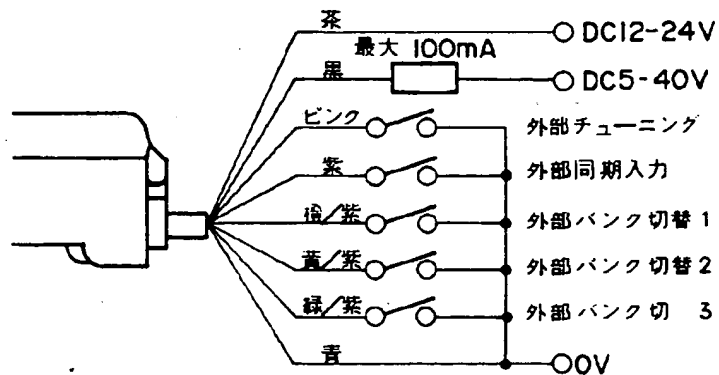 茶 DC12-24V
最大 100mA
黒 DC5-40V
ピンク 外部チューニング
紫 外部同期入力
橙/紫 外部バンク切替1
黄/紫 外部バンク切替2
緑/紫 外部バンク切 3
青 0V